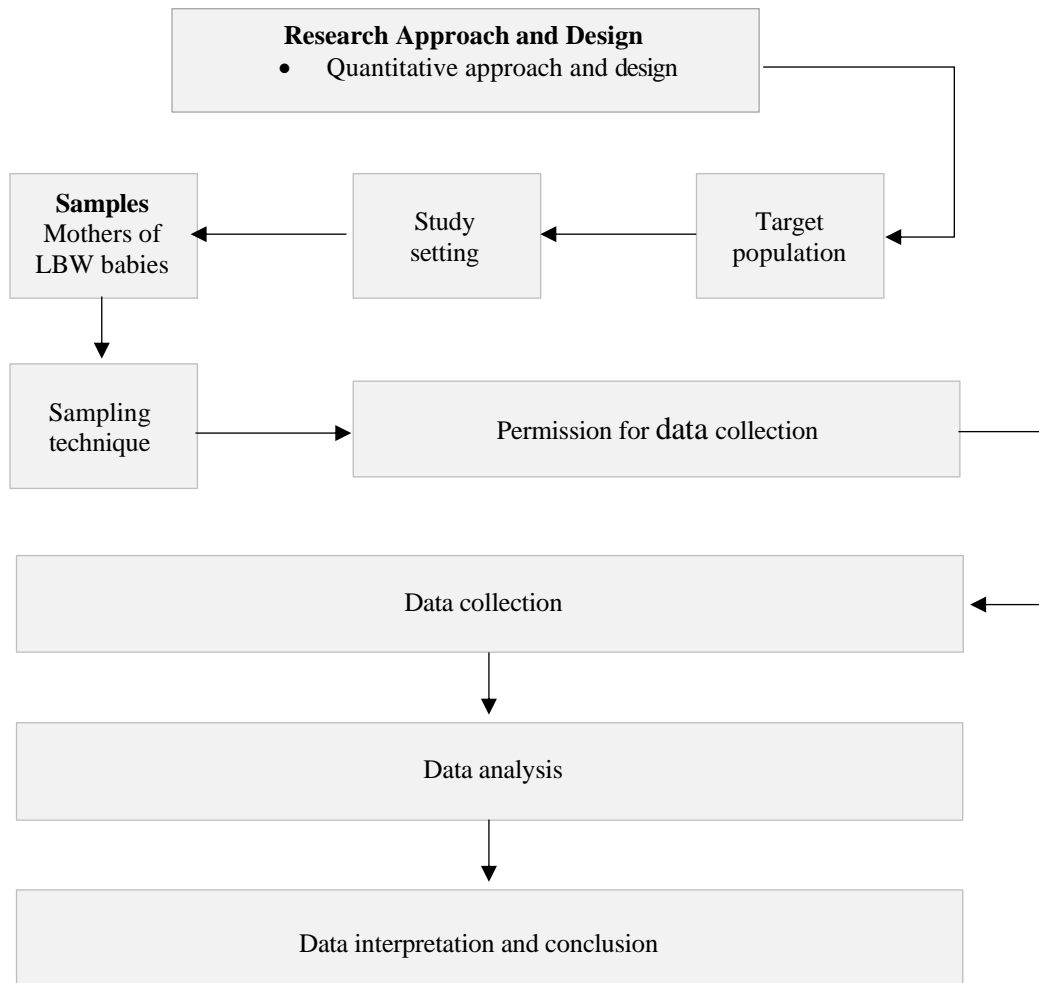 Research Approach and Design
• Quantitative approach and design
Samples
Mothers of
LBW babies
Study
setting
Target
population
Sampling
technique
Permission for data collection
Data collection
Data analysis
Data interpretation and conclusion